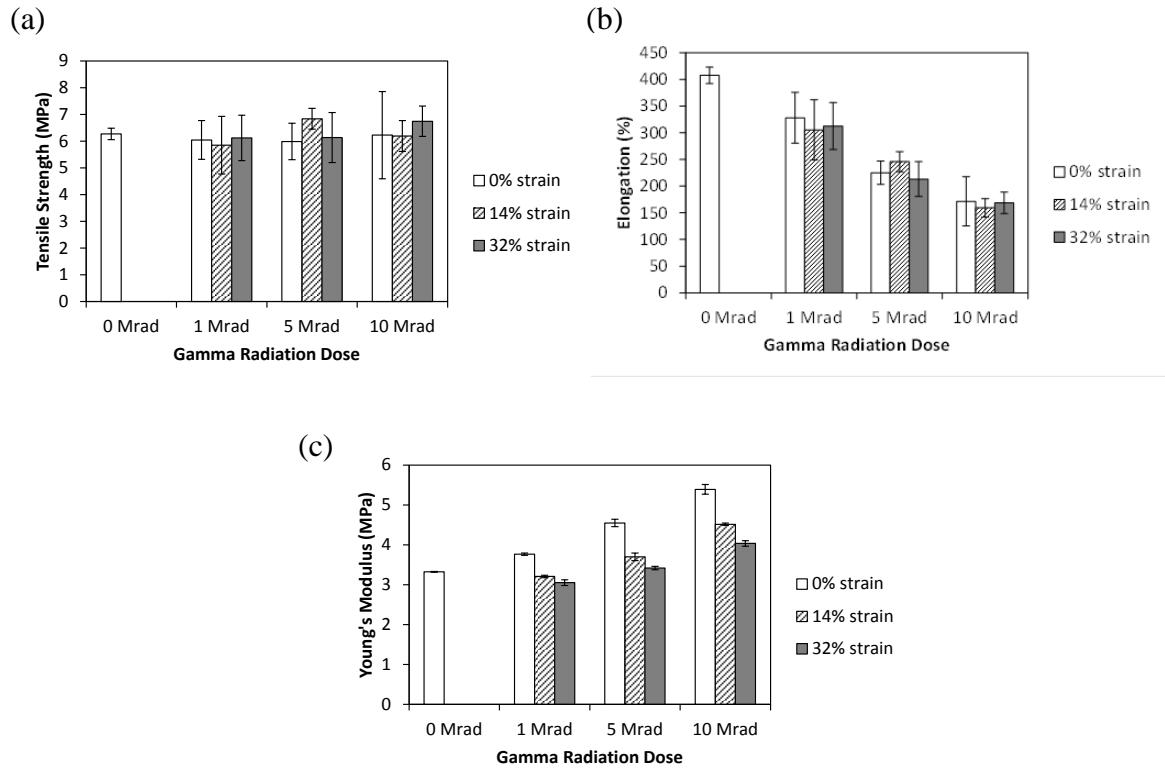 (a)
9
8
7
6
5
4
3
2
1
0
Tensile Strength (MPa)
0 Mrad 1 Mrad 5 Mrad 10 Mrad
Gamma Radiation Dose
0% strain
14% strain
32% strain
(b)
450
400
350
300
250
200
150
100
50
0
Elongation (%)
0 Mrad 1 Mrad 5 Mrad 10 Mrad
Gamma Radiation Dose
0% strain
14% strain
32% strain
(c)
6
5
4
3
2
1
0
Young's Modulus (MPa)
0 Mrad 1 Mrad 5 Mrad 10 Mrad
Gamma Radiation Dose
0% strain
14% strain
32% strain